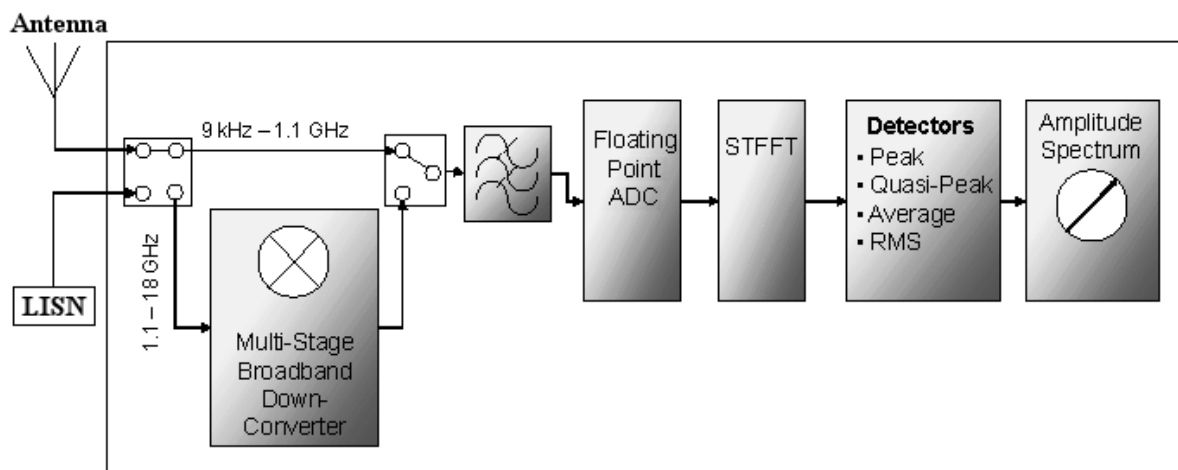 Antenna
9 kHz – 1.1 GHz
LISN
1.1 – 18 GHz
Multi-Stage
Broadband
Down-
Converter
Floating
Point
ADC
STFFT
Detectors
▪ Peak
▪ Quasi-Peak
▪ Average
▪ RMS
Amplitude
Spectrum